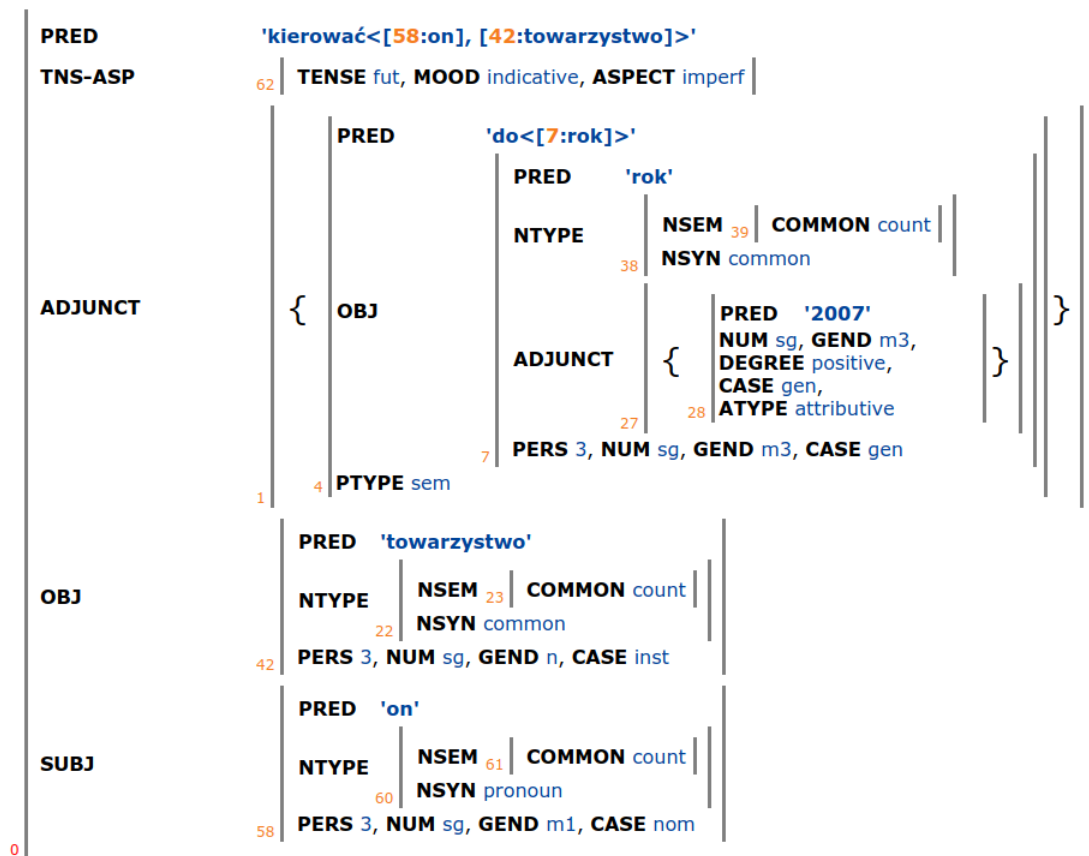 PRED 'kierować<[58:on], [42:towarzystwo]>'
TNS-ASP 62 TENSE fut, MOOD indicative, ASPECT imperf
PRED 'do<[7:rok]>'
PRED 'rok'
NTYPE 38 NSEM 39 COMMON count
NSYN common
ADJUNCT 1 { 4 OBJ 7
ADJUNCT 27 { 28 PRED '2007'
NUM sg, GEND m3,
DEGREE positive,
CASE gen,
ATYPE attributive } }
PERS 3, NUM sg, GEND m3, CASE gen
PTYPE sem
PRED 'towarzystwo'
OBJ 42 NTYPE 22 NSEM 23 COMMON count
NSYN common
PERS 3, NUM sg, GEND n, CASE inst
PRED 'on'
SUBJ 58 NTYPE 60 NSEM 61 COMMON count
NSYN pronoun
PERS 3, NUM sg, GEND m1, CASE nom
0